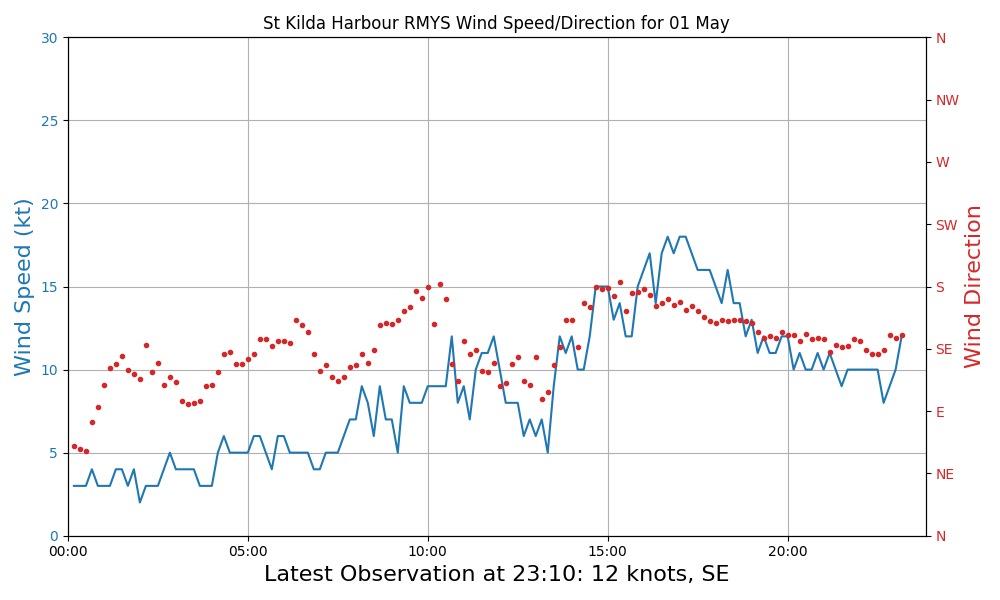 St Kilda Harbour RMYS Wind Speed/Direction for 01 May
30
25
20
15
10
5
0
Wind Speed (kt)
N
NW
W
SW
S
SE
E
NE
N
Wind Direction
00:00 05:00 10:00 15:00 20:00
Latest Observation at 23:10: 12 knots, SE